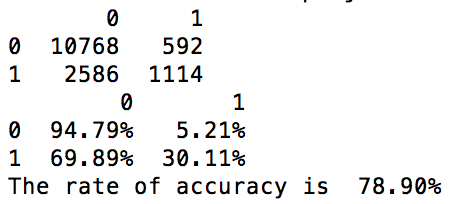 0 1
0 10768 592
1 2586 1114
0 1
0 94.79% 5.21%
1 69.89% 30.11%
The rate of accuracy is 78.90%